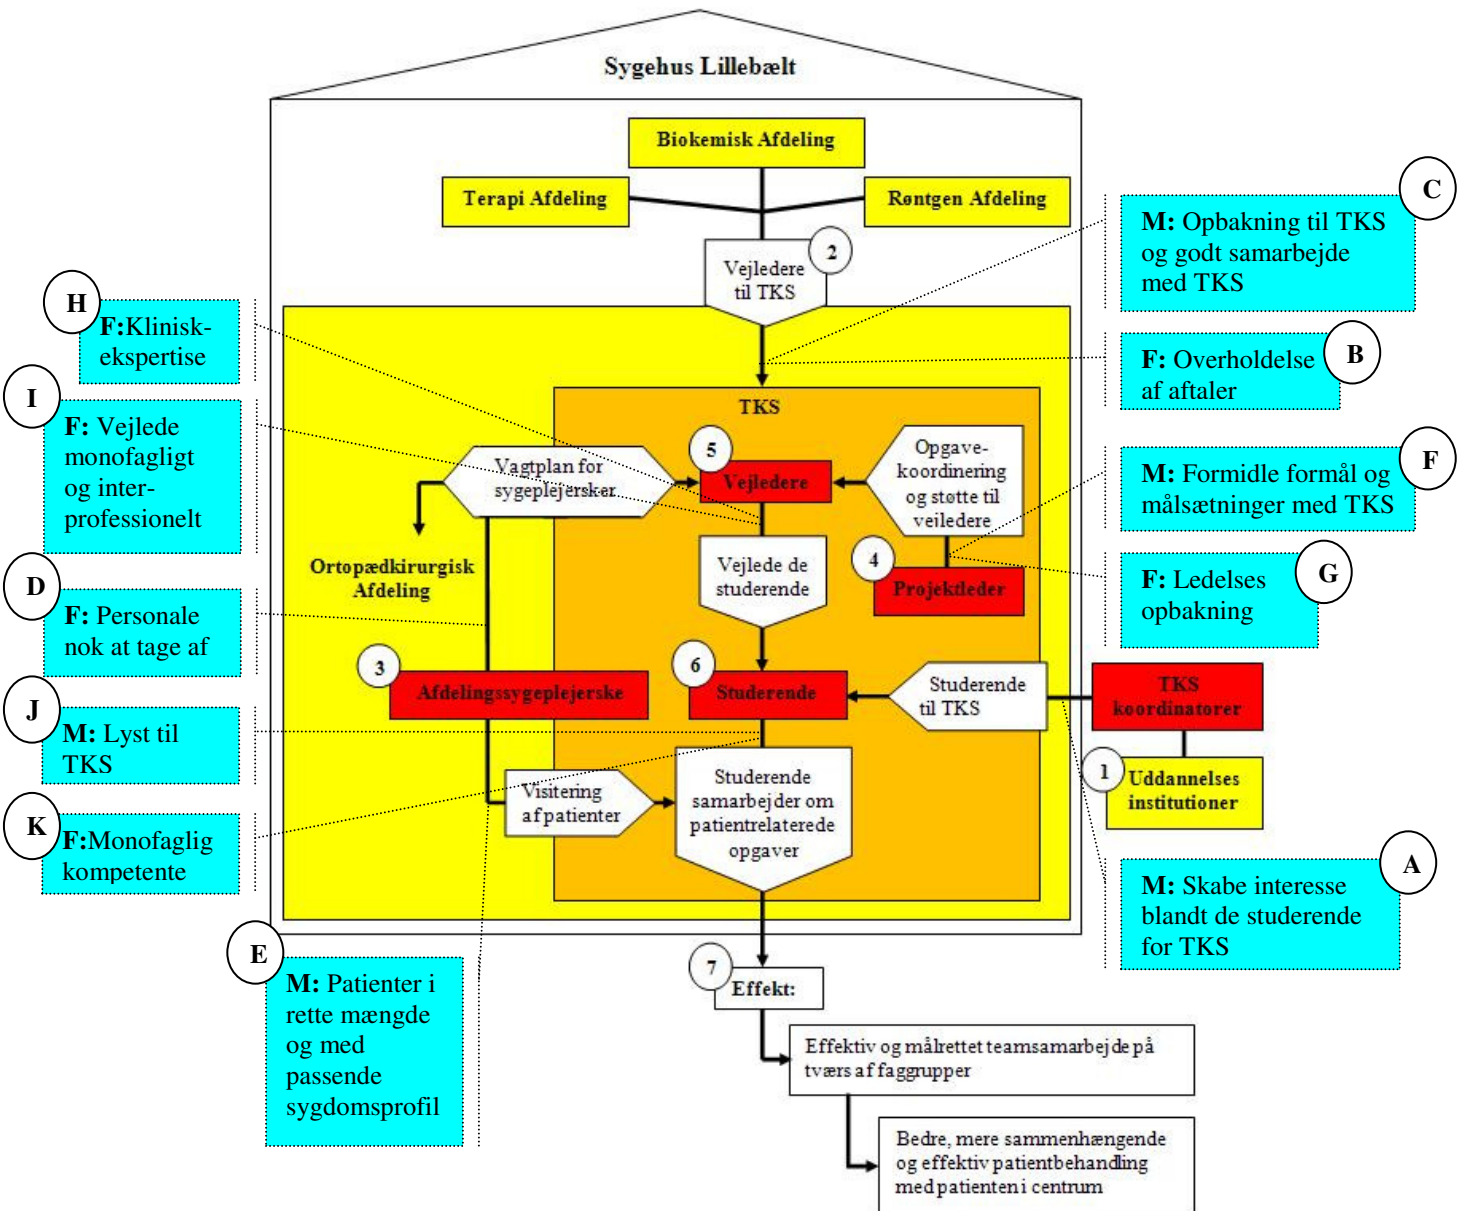 Sygehus Lillebælt
Biokemisk Afdeling
Terapi Afdeling
Røntgen Afdeling
2
Vejledere
til TKS
C
M: Opbakning til TKS
og godt samarbejde
med TKS
B
F: Overholdelse
af aftaler
H
F:Klinisk-
ekspertise
I
F: Vejlede
monofagligt
og inter-
professionelt
TKS
5
Vejledere
Vagtplan for
sygeplejersker
Opgave-
koordinering
og støtte til
vejledere
F
M: Formidle formål og
målsætninger med TKS
G
F: Ledelses
opbakning
4
Projektleder
Ortopædkirurgisk
Afdeling
Vejlede de
studerende
D
F: Personale
nok at tage af
3
Afdelingssygeplejerske
6
Studerende
Studerende
til TKS
TKS
koordinatorer
1
Uddannelses
institutioner
J
M: Lyst til
TKS
K
F:Monofaglig
kompetente
Visitering
af patienter
Studerende
samarbejder om
patientrelaterede
opgaver
A
M: Skabe interesse
blandt de studerende
for TKS
E
M: Patienter i
rette mængde
og med
passende
sygdomsprofil
7
Effekt:
Effektiv og målrettet teamsamarbejde på
tværs af faggrupper
Bedre, mere sammenhængende
og effektiv patientbehandling
med patienten i centrum